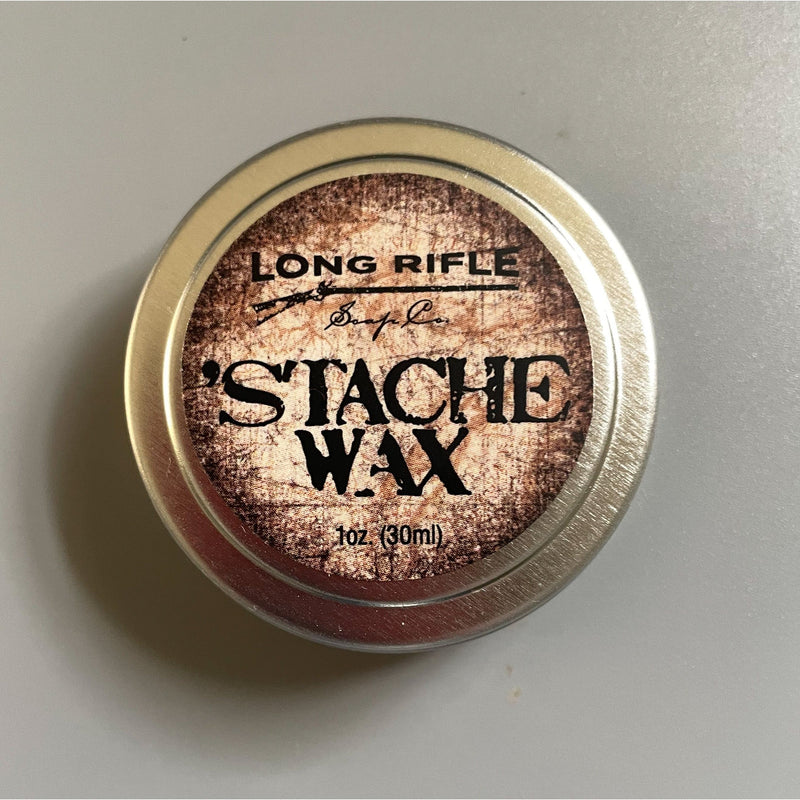 LONG RIFLE
Soap Co.
'STACHE
WAX
1oz. (30ml)